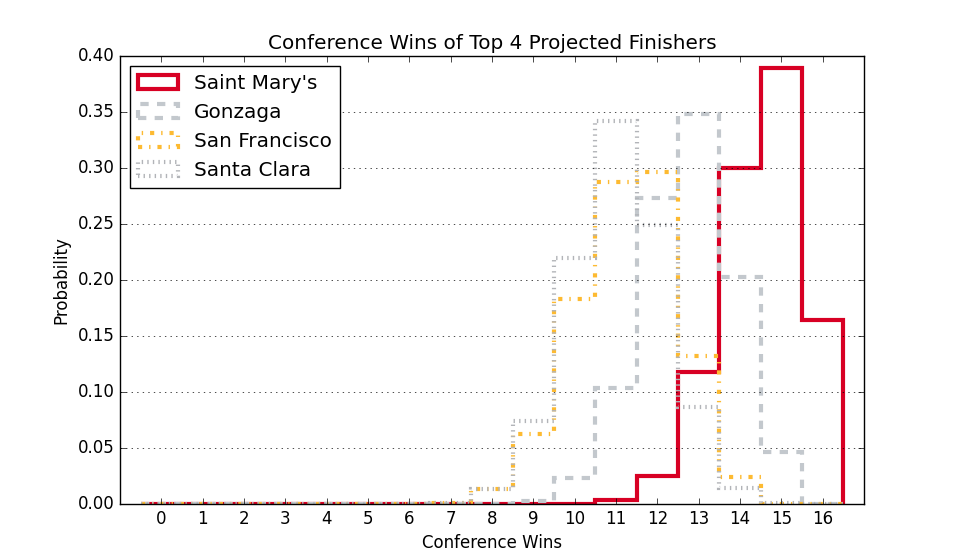 Conference Wins of Top 4 Projected Finishers
0.40
0.35
0.30
0.25
0.20
0.15
0.10
0.05
0.00
Probability
Saint Mary's
Gonzaga
San Francisco
Santa Clara
0 1 2 3 4 5 6 7 8 9 10 11 12 13 14 15 16
Conference Wins